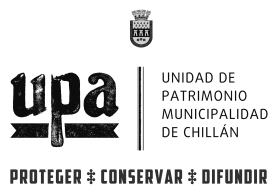 upa
UNIDAD DE
PATRIMONIO
MUNICIPALIDAD
DE CHILLÁN
PROTEGER ‡ CONSERVAR ‡ DIFUNDIR